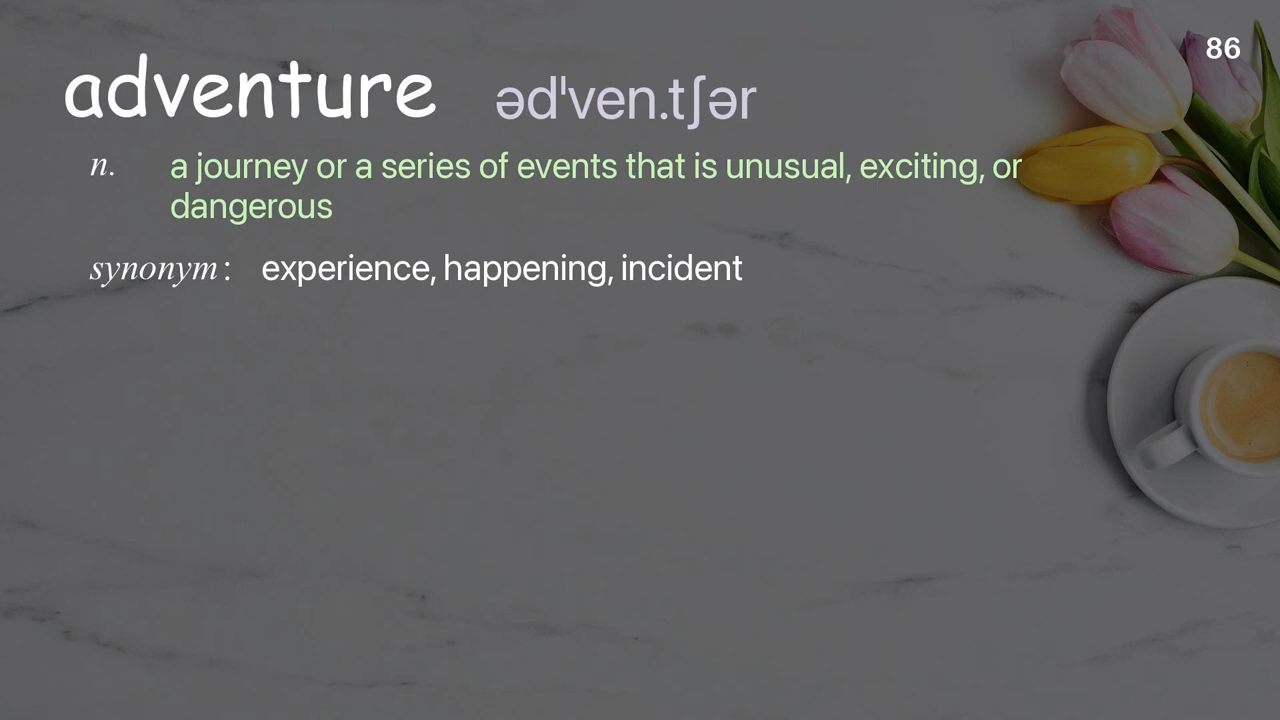 86
adventure ədˈven.tʃər
n. a journey or a series of events that is unusual, exciting, or
dangerous
synonym: experience, happening, incident